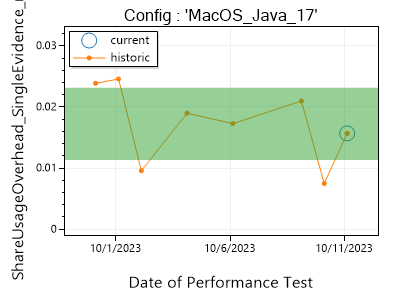 Config : 'MacOS_Java_17'
ShareUsageOverhead_SingleEvidence_
current
historic
0.03
0.02
0.01
0
10/1/2023
10/6/2023
10/11/2023
Date of Performance Test